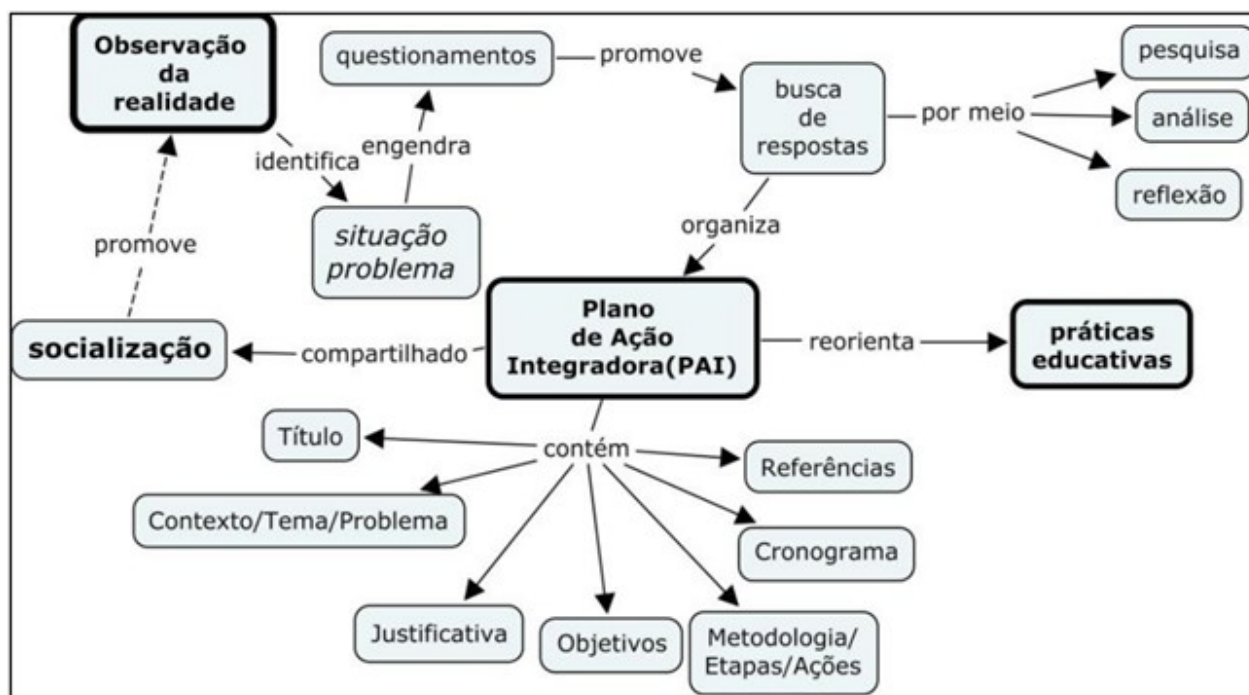 Observação
da
realidade
identifica
situação
problema
engendra
questionamentos
promove
busca
de
respostas
por meio
pesquisa
análise
reflexão
organiza
Plano
de Ação
Integradora(PAI)
reorienta
práticas
educativas
compartilhado
socialização
promove
contém
Título
Contexto/Tema/Problema
Justificativa
Objetivos
Metodologia/
Etapas/Ações
Cronograma
Referências